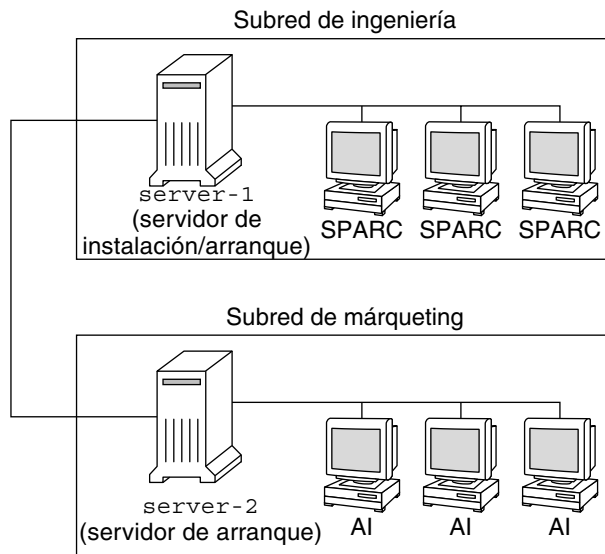 Subred de ingeniería
server-1
(servidor de
instalación/arranque)
SPARC SPARC SPARC
Subred de márqueting
server-2
(servidor de arranque)
AI AI AI